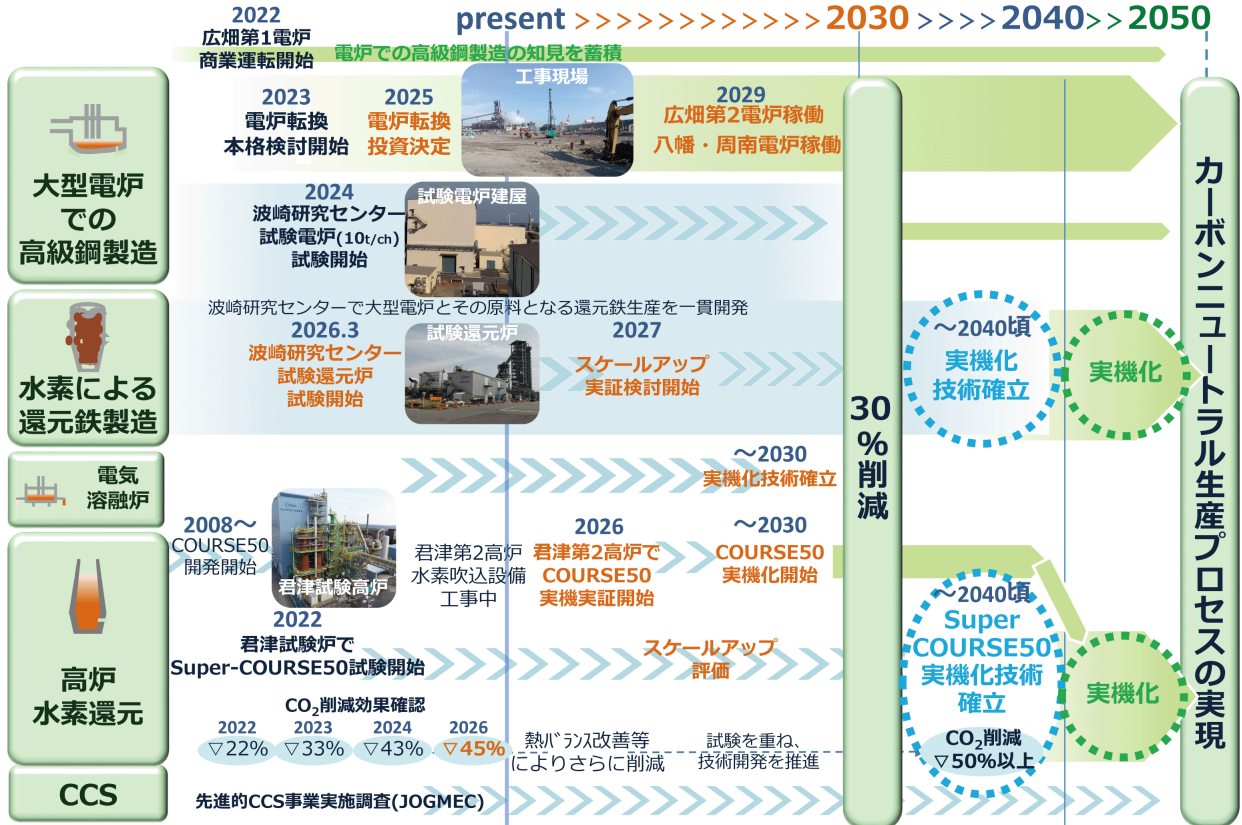 present >>>>>>>>>>>> 2030 >>>> 2040 >> 2050
2022
広畑第1電炉
商業運転開始
電炉での高級鋼製造の知見を蓄積
大型電炉
での
高級鋼製造
2023
電炉転換
本格検討開始
2025
電炉転換
投資決定
工事現場
2029
広畑第2電炉稼働
八幡・周南電炉稼働
2024
波崎研究センター
試験電炉(10t/ch)
試験開始
試験電炉建屋
波崎研究センターで大型電炉とその原料となる還元鉄生産を一貫開発
水素による
還元鉄製造
2026.3
波崎研究センター
試験還元炉
試験開始
試験還元炉
2027
スケールアップ
実証検討開始
～2040頃
実機化
技術確立
実機化
電気
溶融炉
～2030
実機化技術確立
高炉
水素還元
2008～
COURSE50
開発開始
君津試験高炉
君津第2高炉
水素吹込設備
工事中
2026
君津第2高炉で
COURSE50
実機実証開始
～2030
COURSE50
実機化開始
2022
君津試験炉で
Super-COURSE50試験開始
スケールアップ
評価
～2040頃
Super
COURSE50
実機化技術
確立
CO2削減
▽50%以上
実機化
CO2削減効果確認
2022
▽22%
2023
▽33%
2024
▽43%
2026
▽45%
熱バランス改善等
によりさらに削減
試験を重ね、
技術開発を推進
CCS
先進的CCS事業実施調査(JOGMEC)
30%削減
カーボンニュートラル生産プロセスの実現